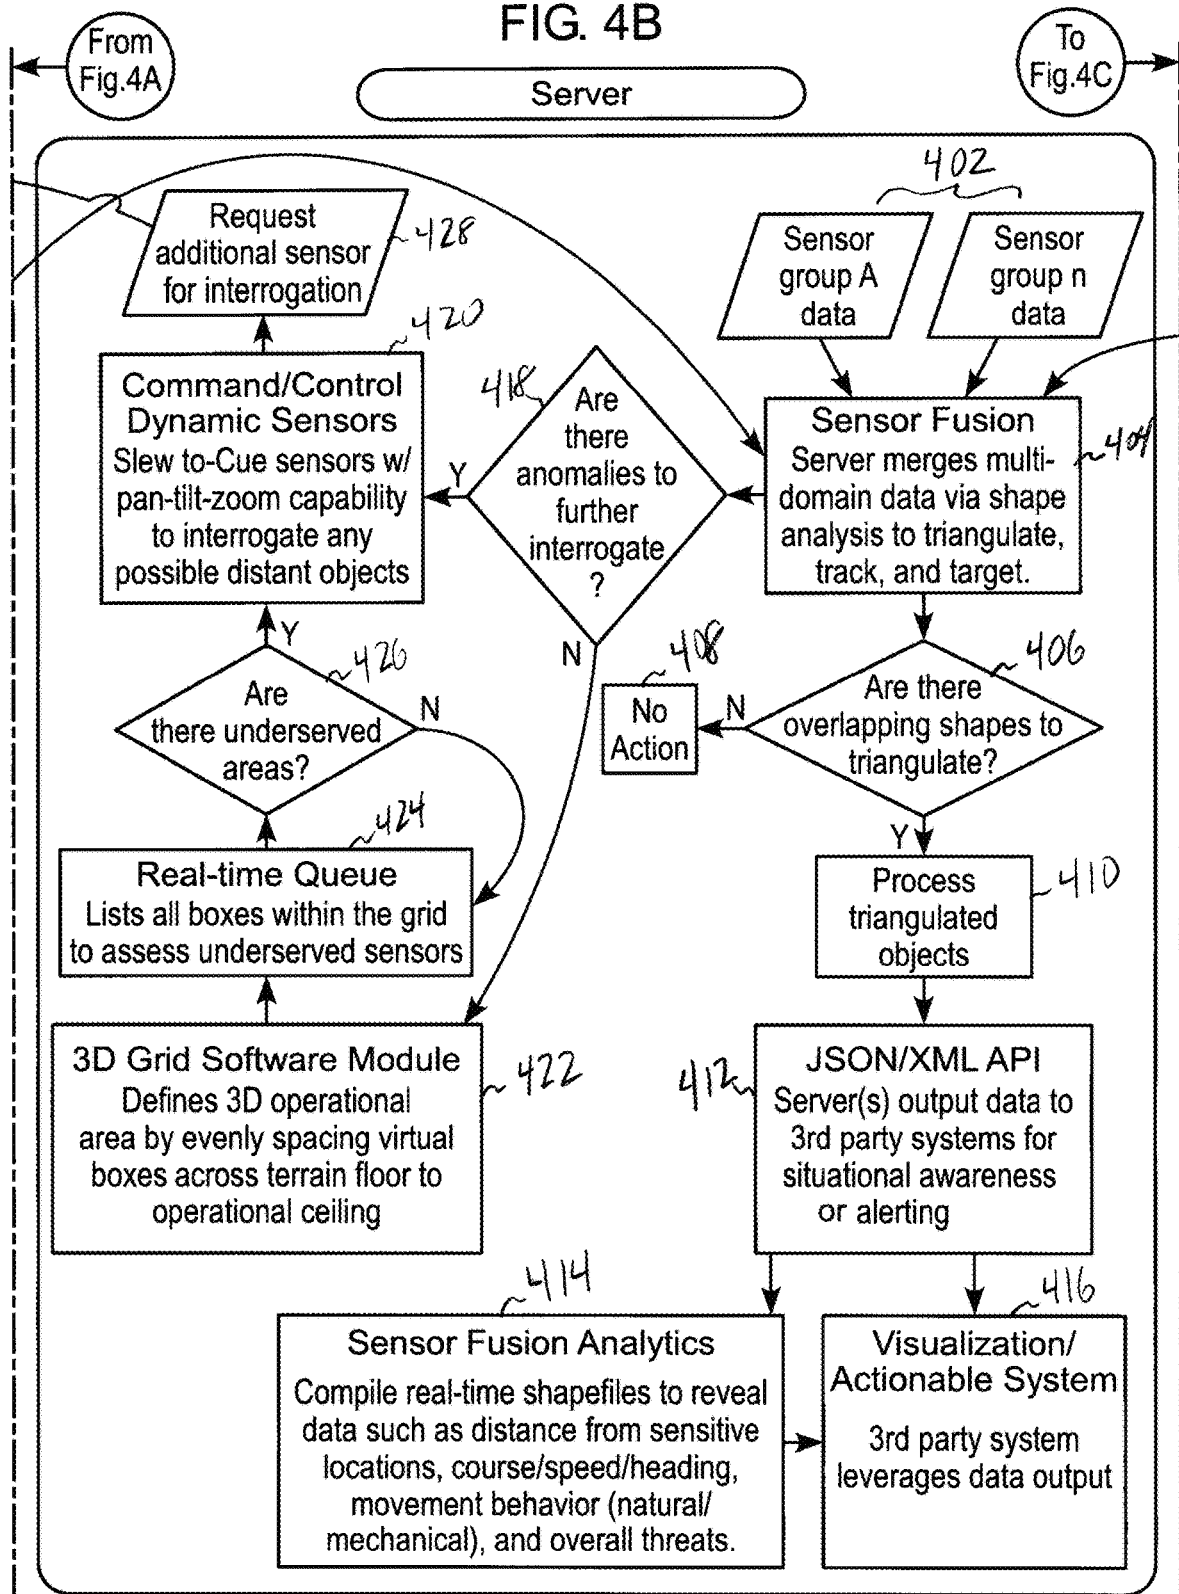 FIG. 4B
From
Fig.4A
To
Fig.4C
Server
402
Request
additional sensor
for interrogation
428
Sensor
group A
data
Sensor
group n
data
420
Command/Control
Dynamic Sensors
Slew to-Cue sensors w/
pan-tilt-zoom capability
to interrogate any
possible distant objects
418
Are
there
anomalies to
further
interrogate
?
Y
N
Sensor Fusion
Server merges multi-
domain data via shape
analysis to triangulate,
track, and target.
404
Y
426
Are
there underserved
areas?
N
408
No
Action
N
406
Are there
overlapping shapes to
triangulate?
Y
424
Real-time Queue
Lists all boxes within the grid
to assess underserved sensors
Process
triangulated
objects
410
3D Grid Software Module
Defines 3D operational
area by evenly spacing virtual
boxes across terrain floor to
operational ceiling
422
412
JSON/XML API
Server(s) output data to
3rd party systems for
situational awareness
or alerting
414
Sensor Fusion Analytics
Compile real-time shapefiles to reveal
data such as distance from sensitive
locations, course/speed/heading,
movement behavior (natural/
mechanical), and overall threats.
416
Visualization/
Actionable System
3rd party system
leverages data output